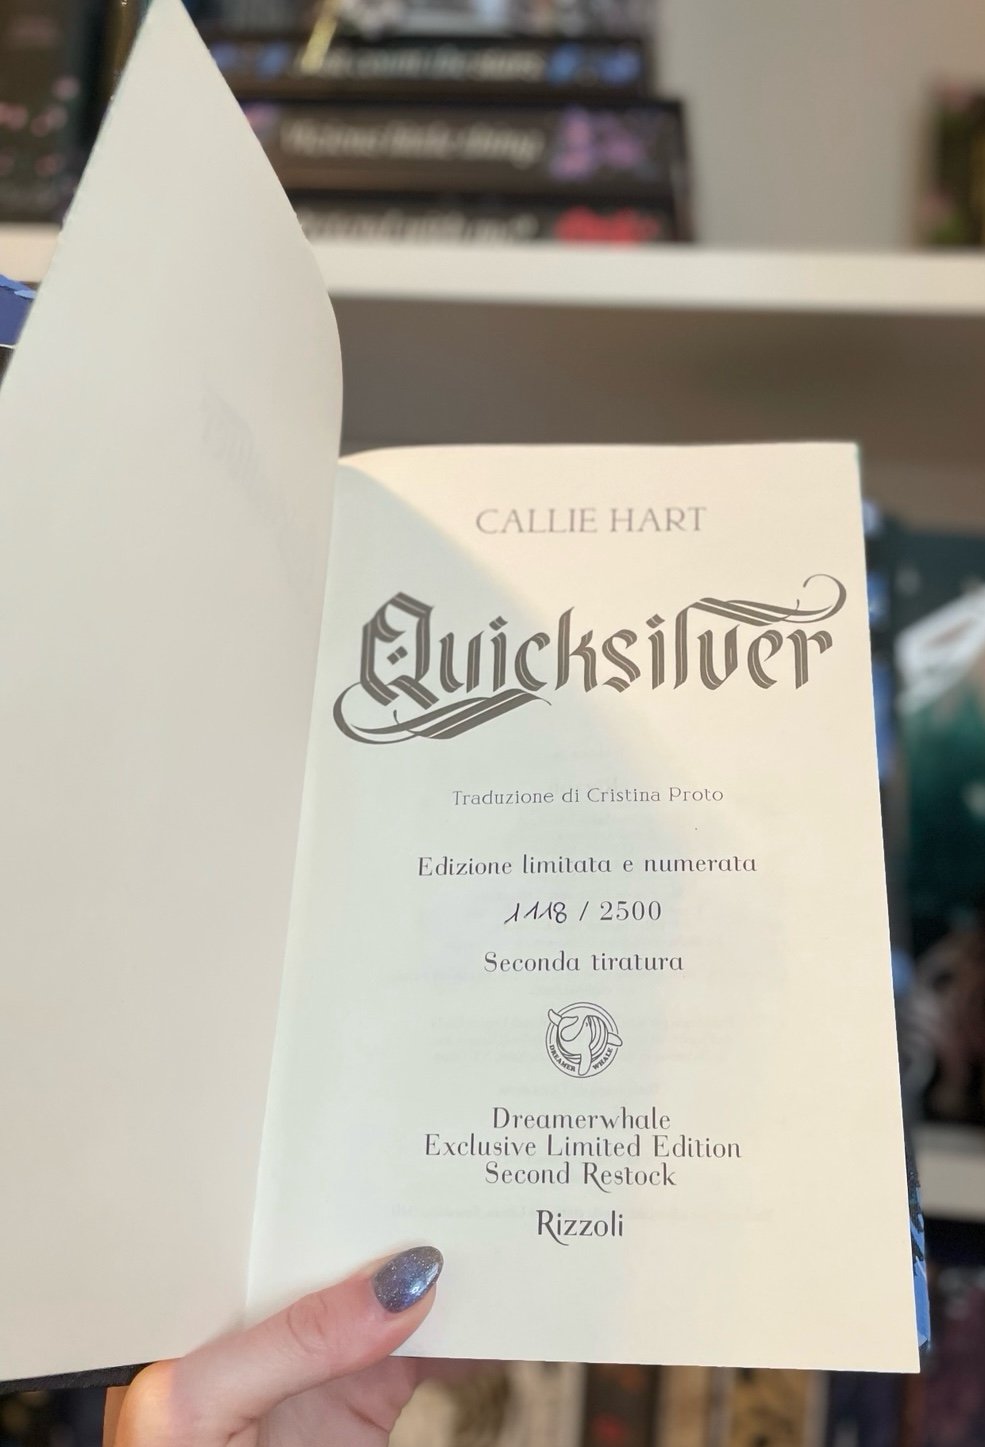 CALLIE HART
Quicksilver
Traduzione di Cristina Proto
Edizione limitata e numerata
1118 / 2500
Seconda tiratura
DREAMER WHALE
Dreamerwhale
Exclusive Limited Edition
Second Restock
Rizzoli